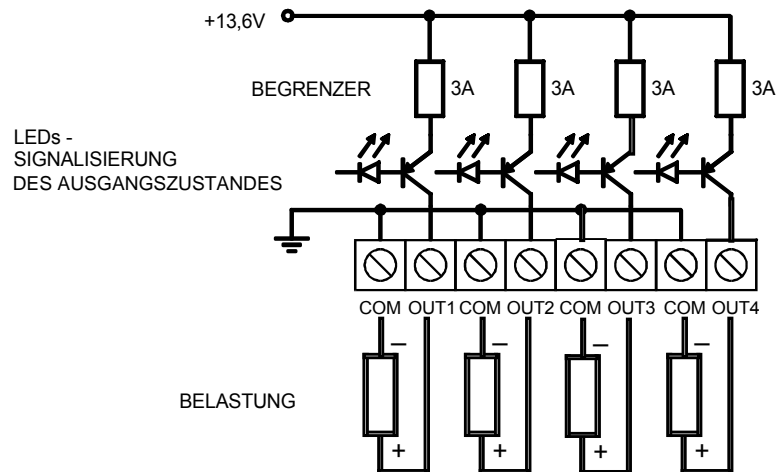 +13,6V
BEGRENZER
3A 3A 3A 3A
LEDs -
SIGNALISIERUNG
DES AUSGANGSZUSTANDES
COM OUT1 COM OUT2 COM OUT3 COM OUT4
– – – –
BELASTUNG
+ + + +